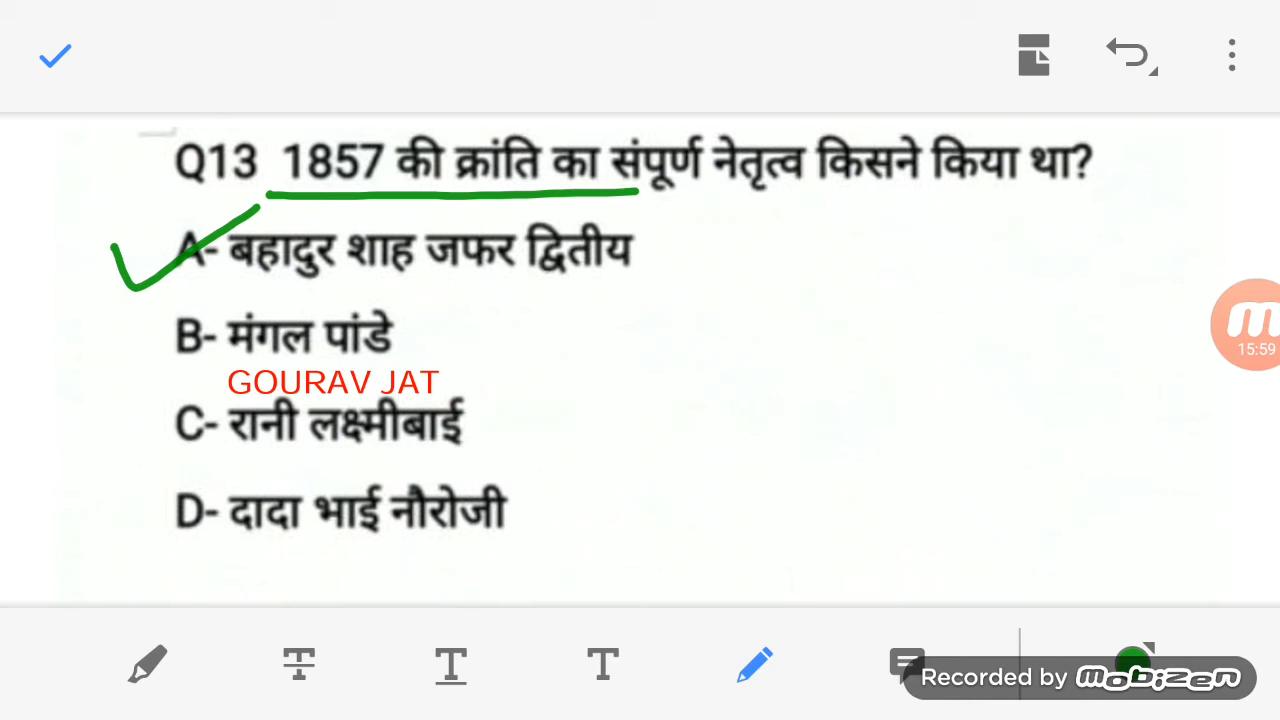 Q13 1857 की क्रांति का संपूर्ण नेतृत्व किसने किया था?
A- बहादुर शाह जफर द्वितीय
15:59
B- मंगल पांडे
GOURAV JAT
C- रानी लक्ष्मीबाई
D- दादा भाई नौरोजी
T T T
Recorded by mobizen